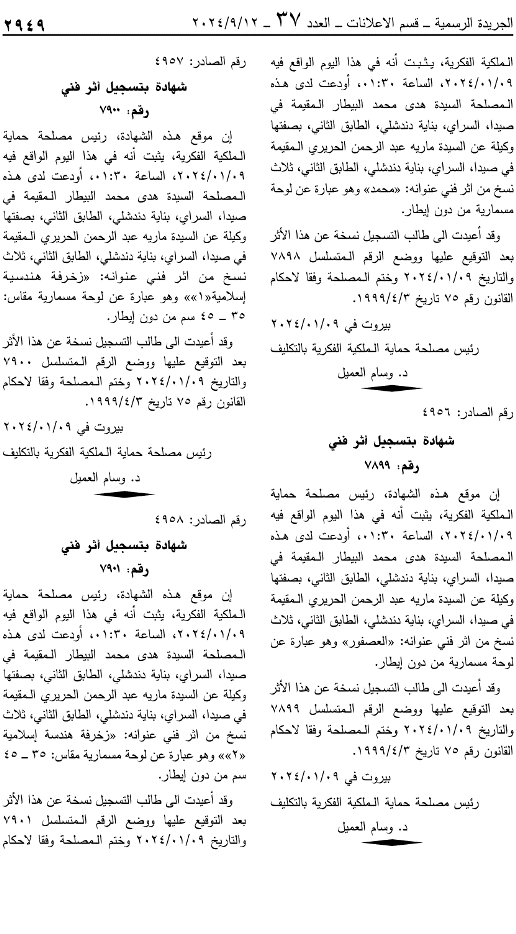 الجريدة الرسمية ـ قسم الاعلانات ـ العدد ٣٧ ـ ٢٠٢٤/٩/١٢
٢٩٤٩
الملكية الفكرية، يثبت أنه في هذا اليوم الواقع فيه
٢٠٢٤/٠١/٠٩، الساعة ٠١:٣٠، أودعت لدى هذه
المصلحة السيدة هدى محمد البيطار المقيمة في
صيدا، السراي، بناية دندشلي، الطابق الثاني، بصفتها
وكيلة عن السيدة ماريه عبد الرحمن الحريري المقيمة
في صيدا، السراي، بناية دندشلي، الطابق الثاني، ثلاث
نسخ من اثر فني عنوانه: «محمد» وهو عبارة عن لوحة
مسمارية من دون إيطار.
وقد أعيدت الى طالب التسجيل نسخة عن هذا الأثر
بعد التوقيع عليها ووضع الرقم المتسلسل ٧٨٩٨
والتاريخ ٢٠٢٤/٠١/٠٩ وختم المصلحة وفقا لاحكام
القانون رقم ٧٥ تاريخ ١٩٩٩/٤/٣.
بيروت في ٢٠٢٤/٠١/٠٩
رئيس مصلحة حماية الملكية الفكرية بالتكليف
د. وسام العميل
رقم الصادر: ٤٩٥٦
شهادة بتسجيل أثر فني
رقم: ٧٨٩٩
إن موقع هذه الشهادة، رئيس مصلحة حماية
الملكية الفكرية، يثبت أنه في هذا اليوم الواقع فيه
٢٠٢٤/٠١/٠٩، الساعة ٠١:٣٠، أودعت لدى هذه
المصلحة السيدة هدى محمد البيطار المقيمة في
صيدا، السراي، بناية دندشلي، الطابق الثاني، بصفتها
وكيلة عن السيدة ماريه عبد الرحمن الحريري المقيمة
في صيدا، السراي، بناية دندشلي، الطابق الثاني، ثلاث
نسخ من اثر فني عنوانه: «العصفور» وهو عبارة عن
لوحة مسمارية من دون إيطار.
وقد أعيدت الى طالب التسجيل نسخة عن هذا الأثر
بعد التوقيع عليها ووضع الرقم المتسلسل ٧٨٩٩
والتاريخ ٢٠٢٤/٠١/٠٩ وختم المصلحة وفقا لاحكام
القانون رقم ٧٥ تاريخ ١٩٩٩/٤/٣.
بيروت في ٢٠٢٤/٠١/٠٩
رئيس مصلحة حماية الملكية الفكرية بالتكليف
د. وسام العميل
رقم الصادر: ٤٩٥٧
شهادة بتسجيل أثر فني
رقم: ٧٩٠٠
إن موقع هذه الشهادة، رئيس مصلحة حماية
الملكية الفكرية، يثبت أنه في هذا اليوم الواقع فيه
٢٠٢٤/٠١/٠٩، الساعة ٠١:٣٠، أودعت لدى هذه
المصلحة السيدة هدى محمد البيطار المقيمة في
صيدا، السراي، بناية دندشلي، الطابق الثاني، بصفتها
وكيلة عن السيدة ماريه عبد الرحمن الحريري المقيمة
في صيدا، السراي، بناية دندشلي، الطابق الثاني، ثلاث
نسخ من اثر فني عنوانه: «زخرفة هندسية
إسلامية«١»» وهو عبارة عن لوحة مسمارية مقاس:
٣٥ ـ ٤٥ سم من دون إيطار.
وقد أعيدت الى طالب التسجيل نسخة عن هذا الأثر
بعد التوقيع عليها ووضع الرقم المتسلسل ٧٩٠٠
والتاريخ ٢٠٢٤/٠١/٠٩ وختم المصلحة وفقا لاحكام
القانون رقم ٧٥ تاريخ ١٩٩٩/٤/٣.
بيروت في ٢٠٢٤/٠١/٠٩
رئيس مصلحة حماية الملكية الفكرية بالتكليف
د. وسام العميل
رقم الصادر: ٤٩٥٨
شهادة بتسجيل أثر فني
رقم: ٧٩٠١
إن موقع هذه الشهادة، رئيس مصلحة حماية
الملكية الفكرية، يثبت أنه في هذا اليوم الواقع فيه
٢٠٢٤/٠١/٠٩، الساعة ٠١:٣٠، أودعت لدى هذه
المصلحة السيدة هدى محمد البيطار المقيمة في
صيدا، السراي، بناية دندشلي، الطابق الثاني، بصفتها
وكيلة عن السيدة ماريه عبد الرحمن الحريري المقيمة
في صيدا، السراي، بناية دندشلي، الطابق الثاني، ثلاث
نسخ من اثر فني عنوانه: «زخرفة هندسة إسلامية
«٢»» وهو عبارة عن لوحة مسمارية مقاس: ٣٥ ـ ٤٥
سم من دون إيطار.
وقد أعيدت الى طالب التسجيل نسخة عن هذا الأثر
بعد التوقيع عليها ووضع الرقم المتسلسل ٧٩٠١
والتاريخ ٢٠٢٤/٠١/٠٩ وختم المصلحة وفقا لاحكام